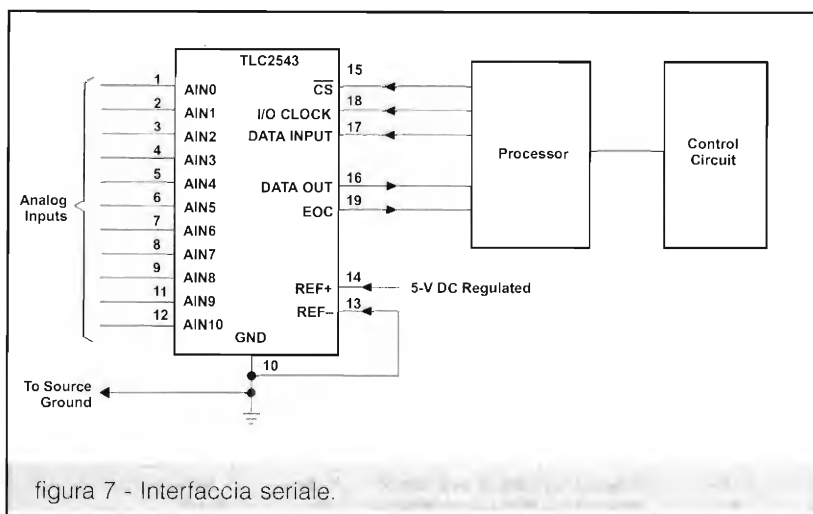 TLC2543
1
AIN0
2
AIN1
3
AIN2
4
AIN3
5
AIN4
6
AIN5
7
AIN6
8
AIN7
9
AIN8
11
AIN9
12
AIN10
Analog
Inputs
15
CS
18
I/O CLOCK
17
DATA INPUT
16
DATA OUT
19
EOC
14
REF+
5-V DC Regulated
13
REF–
GND
10
To Source
Ground
Processor
Control
Circuit
figura 7 - Interfaccia seriale.